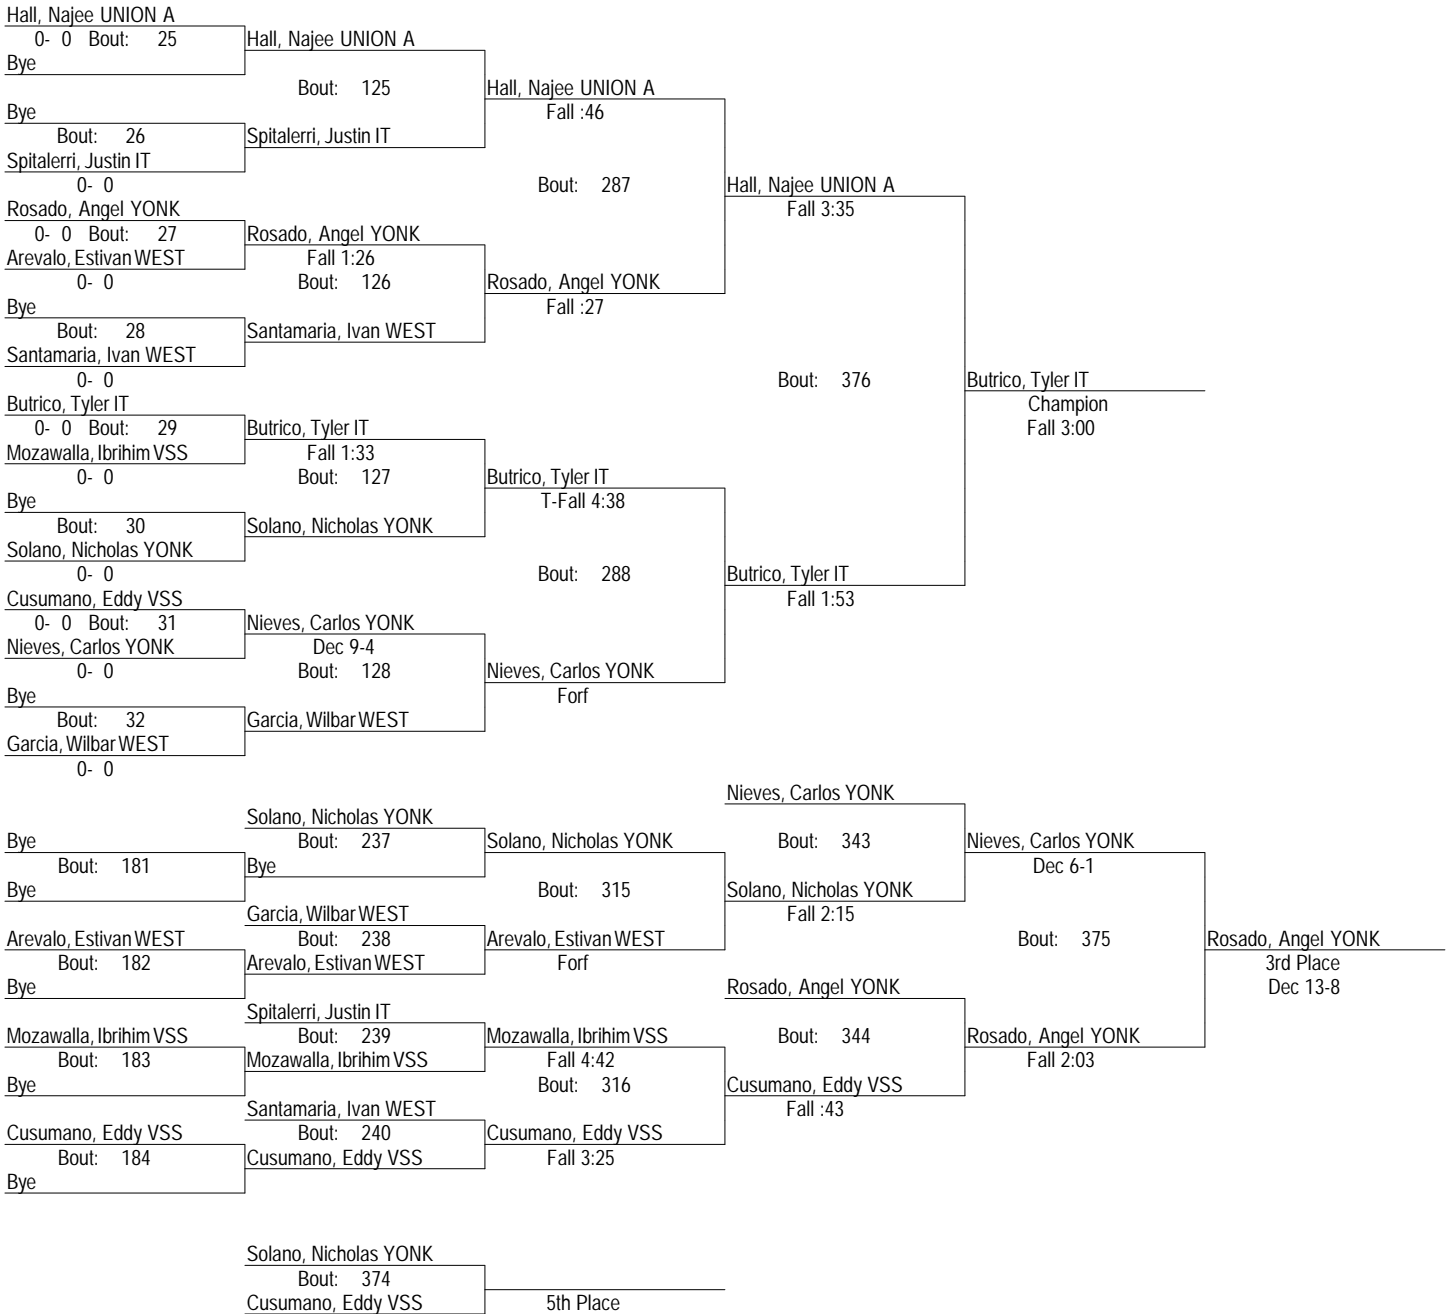 Hall, Najee UNION A
0- 0 Bout: 25 Hall, Najee UNION A
Bye
Bout: 125 Hall, Najee UNION A
Bye Fall :46
Bout: 26 Spitalerri, Justin IT
Spitalerri, Justin IT
0- 0 Bout: 287 Hall, Najee UNION A
Rosado, Angel YONK Fall 3:35
0- 0 Bout: 27 Rosado, Angel YONK
Arevalo, Estivan WEST Fall 1:26
0- 0 Bout: 126 Rosado, Angel YONK
Bye Fall :27
Bout: 28 Santamaria, Ivan WEST
Santamaria, Ivan WEST
0- 0 Bout: 376 Butrico, Tyler IT
Butrico, Tyler IT Champion
0- 0 Bout: 29 Butrico, Tyler IT Fall 3:00
Mozawalla, Ibrihim VSS Fall 1:33
0- 0 Bout: 127 Butrico, Tyler IT
Bye T-Fall 4:38
Bout: 30 Solano, Nicholas YONK
Solano, Nicholas YONK
0- 0 Bout: 288 Butrico, Tyler IT
Cusumano, Eddy VSS Fall 1:53
0- 0 Bout: 31 Nieves, Carlos YONK
Nieves, Carlos YONK Dec 9-4
0- 0 Bout: 128 Nieves, Carlos YONK
Bye Forf
Bout: 32 Garcia, Wilbar WEST
Garcia, Wilbar WEST
0- 0
Nieves, Carlos YONK
Solano, Nicholas YONK
Bye Bout: 237 Solano, Nicholas YONK Bout: 343 Nieves, Carlos YONK
Bout: 181 Bye Dec 6-1
Bye Bout: 315 Solano, Nicholas YONK
Garcia, Wilbar WEST Fall 2:15
Arevalo, Estivan WEST Bout: 238 Arevalo, Estivan WEST Bout: 375 Rosado, Angel YONK
Bout: 182 Arevalo, Estivan WEST Forf 3rd Place
Bye Rosado, Angel YONK Dec 13-8
Spitalerri, Justin IT
Mozawalla, Ibrihim VSS Bout: 239 Mozawalla, Ibrihim VSS Bout: 344 Rosado, Angel YONK
Bout: 183 Mozawalla, Ibrihim VSS Fall 4:42 Fall 2:03
Bye Bout: 316 Cusumano, Eddy VSS
Santamaria, Ivan WEST Fall :43
Cusumano, Eddy VSS Bout: 240 Cusumano, Eddy VSS
Bout: 184 Cusumano, Eddy VSS Fall 3:25
Bye
Solano, Nicholas YONK
Bout: 374
Cusumano, Eddy VSS 5th Place